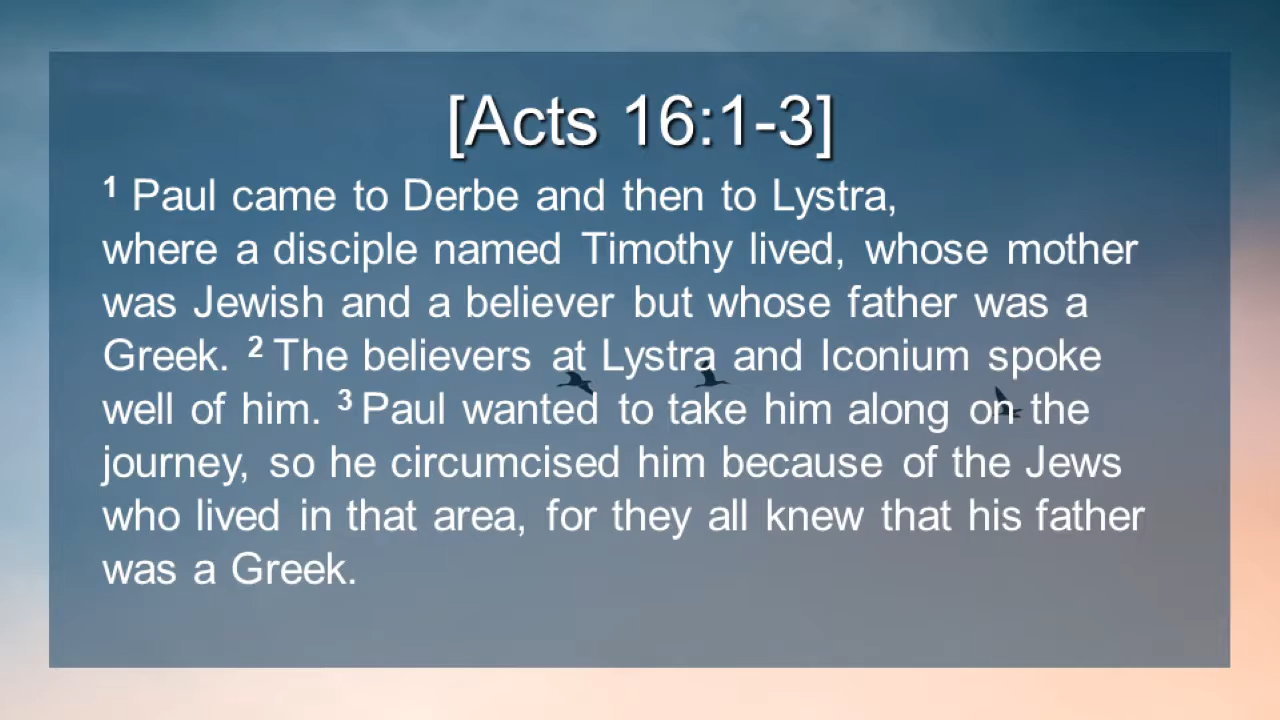 [Acts 16:1-3]
1 Paul came to Derbe and then to Lystra,
where a disciple named Timothy lived, whose mother
was Jewish and a believer but whose father was a
Greek. 2 The believers at Lystra and Iconium spoke
well of him. 3 Paul wanted to take him along on the
journey, so he circumcised him because of the Jews
who lived in that area, for they all knew that his father
was a Greek.